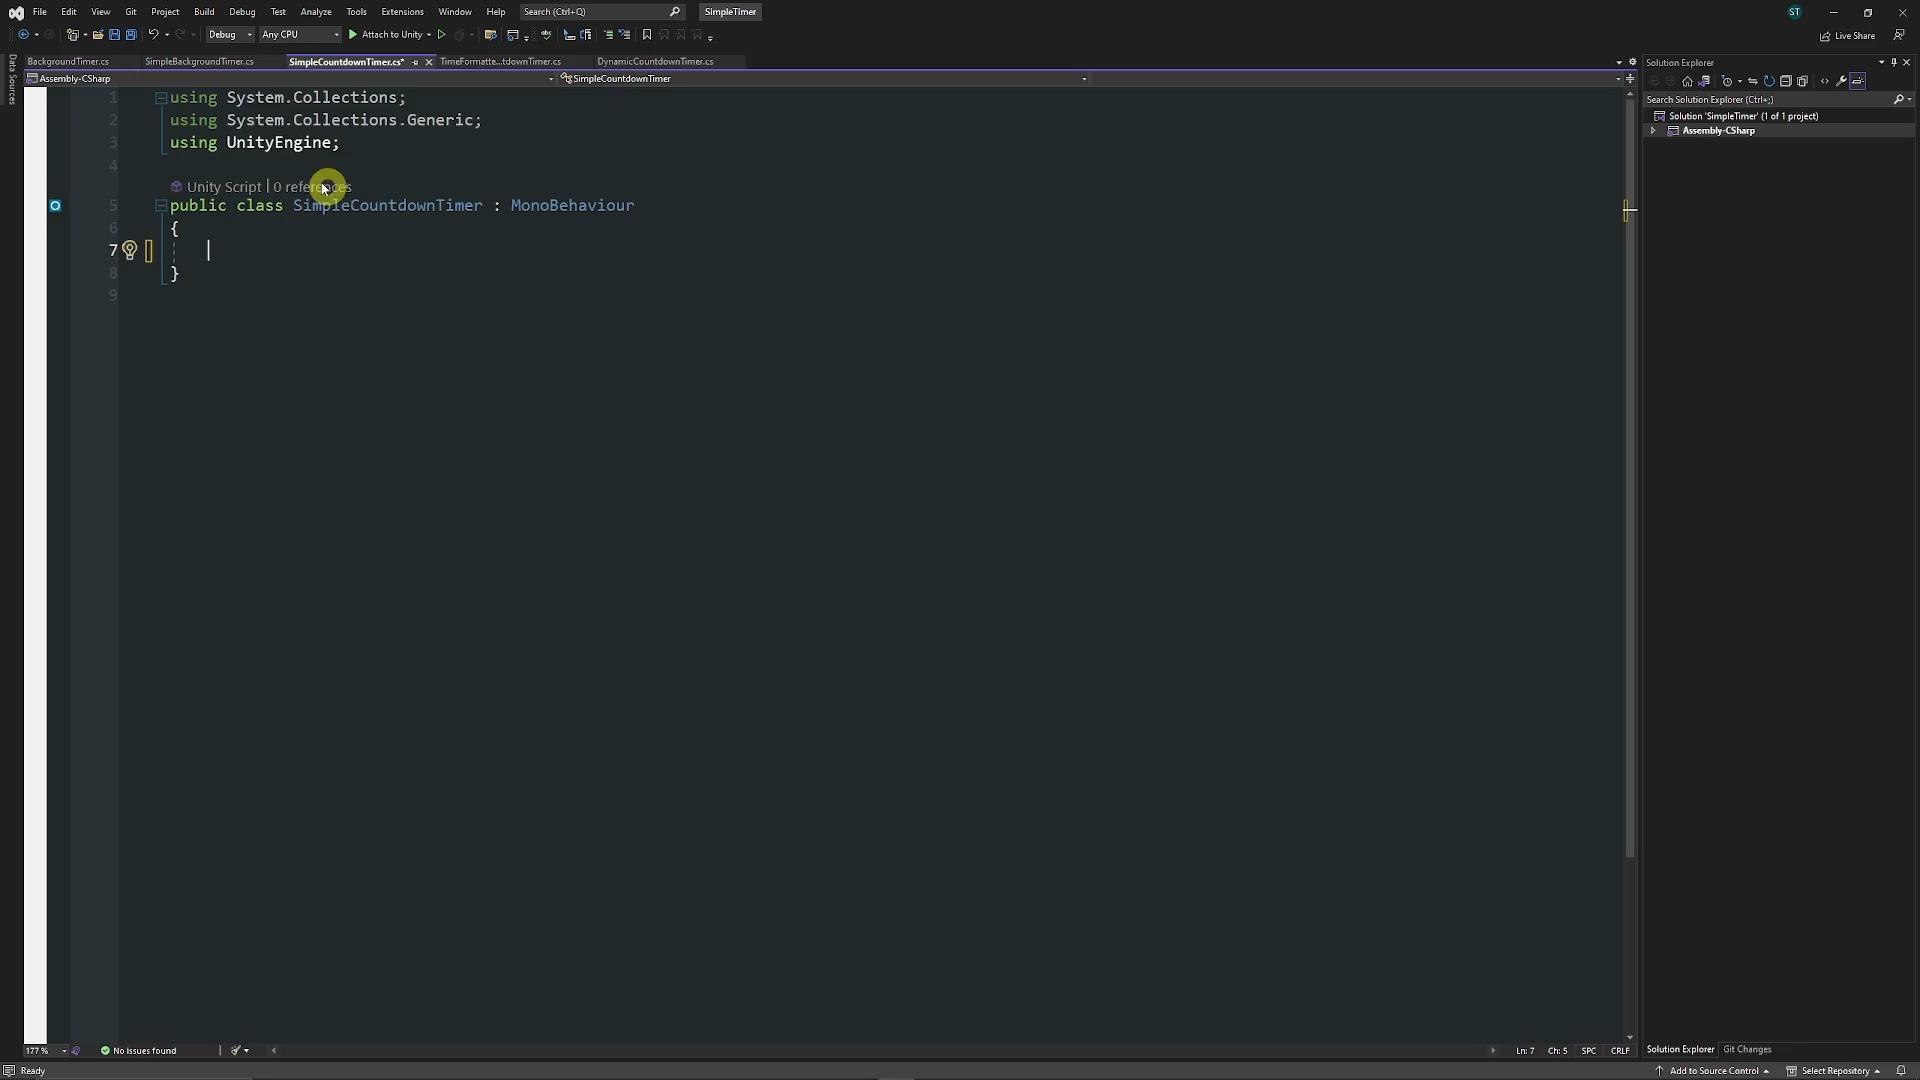 File Edit View Git Project Build Debug Test Analyze Tools Extensions Window Help Search (Ctrl+Q) SimpleTimer ST
Debug Any CPU Attach to Unity Live Share
BackgroundTimer.cs SimpleBackgroundTimer.cs SimpleCountdownTimer.cs* TimeFormatte...tdownTimer.cs DynamicCountdownTimer.cs
Assembly-CSharp SimpleCountdownTimer
Data Sources
1 using System.Collections;
2 using System.Collections.Generic;
3 using UnityEngine;
4
Unity Script | 0 references
5 public class SimpleCountdownTimer : MonoBehaviour
6 {
7
8 }
9
Solution Explorer
Search Solution Explorer (Ctrl+;)
Solution 'SimpleTimer' (1 of 1 project)
Assembly-CSharp
177 % No issues found Ln: 7 Ch: 5 SPC CRLF
Solution Explorer Git Changes
Ready Add to Source Control Select Repository